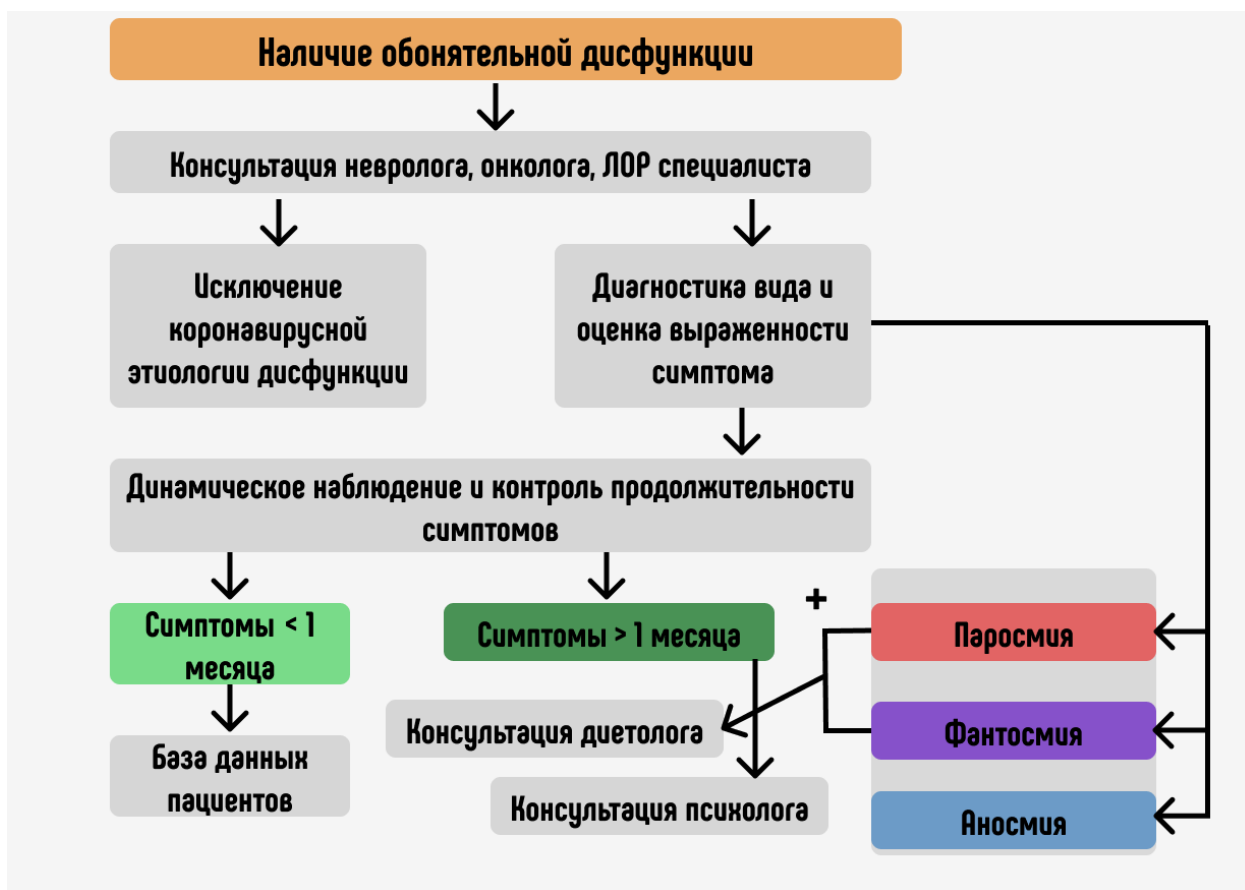 Наличие обонятельной дисфункции
Консультация невролога, онколога, ЛОР специалиста
Исключение
коронавирусной
этиологии дисфункции
Диагностика вида и
оценка выраженности
симптома
Динамическое наблюдение и контроль продолжительности
симптомов
Симптомы < 1
месяца
Симптомы > 1 месяца
+
Паросмия
Фантосмия
Аносмия
Консультация диетолога
База данных
пациентов
Консультация психолога